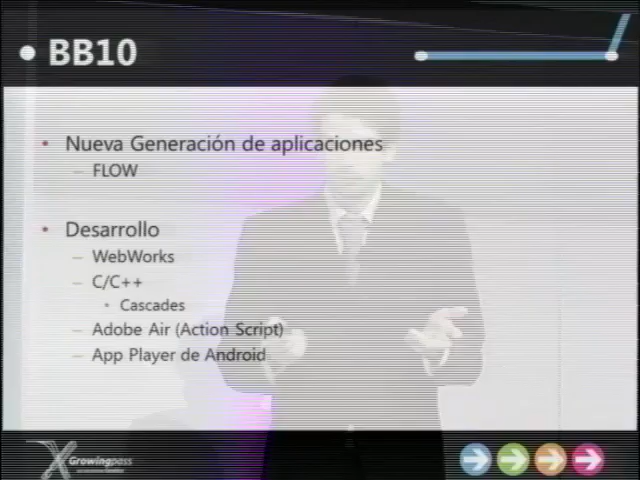 BB10
Nueva Generación de aplicaciones
FLOW
Desarrollo
WebWorks
C/C++
Cascades
Adobe Air (Action Script)
App Player de Android
Growingpass